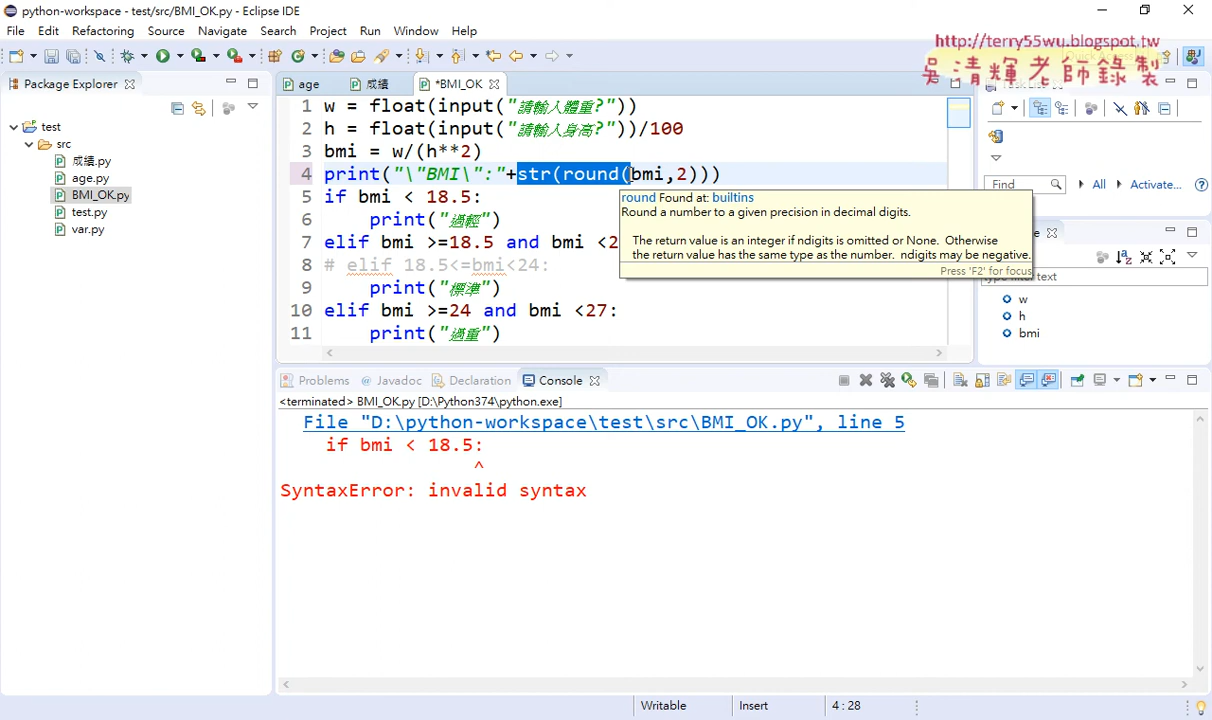 python-workspace - test/src/BMI_OK.py - Eclipse IDE
File Edit Refactoring Source Navigate Search Project Run Window Help
http://terry55wu.blogspot.tw
吳清輝老師錄製
Package Explorer
age
成績
*BMI_OK
test
src
成績.py
age.py
BMI_OK.py
test.py
var.py
1 w = float(input("請輸入體重?"))
2 h = float(input("請輸入身高?"))/100
3 bmi = w/(h**2)
4 print("\"BMI\":"+str(round(bmi,2)))
5 if bmi < 18.5:
6 print("過輕")
7 elif bmi >=18.5 and bmi <2
8 # elif 18.5<=bmi<24:
9 print("標準")
10 elif bmi >=24 and bmi <27:
11 print("過重")
round Found at: builtins
Round a number to a given precision in decimal digits.
The return value is an integer if ndigits is omitted or None. Otherwise
the return value has the same type as the number. ndigits may be negative.
Press 'F2' for focus
Find
All
Activate...
w
h
bmi
Problems
@ Javadoc
Declaration
Console
<terminated> BMI_OK.py [D:\Python374\python.exe]
File "D:\python-workspace\test\src\BMI_OK.py", line 5
if bmi < 18.5:
^
SyntaxError: invalid syntax
Writable
Insert
4 : 28